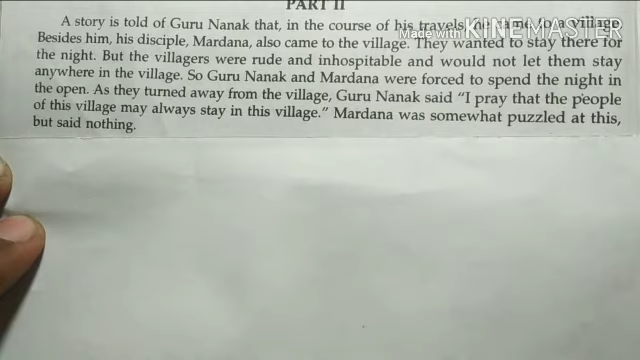 PART II
A story is told of Guru Nanak that, in the course of his travels, he came to a village.
Made with KINEMASTER
Besides him, his disciple, Mardana, also came to the village. They wanted to stay there for
the night. But the villagers were rude and inhospitable and would not let them stay
anywhere in the village. So Guru Nanak and Mardana were forced to spend the night in
the open. As they turned away from the village, Guru Nanak said “I pray that the people
of this village may always stay in this village.” Mardana was somewhat puzzled at this,
but said nothing.